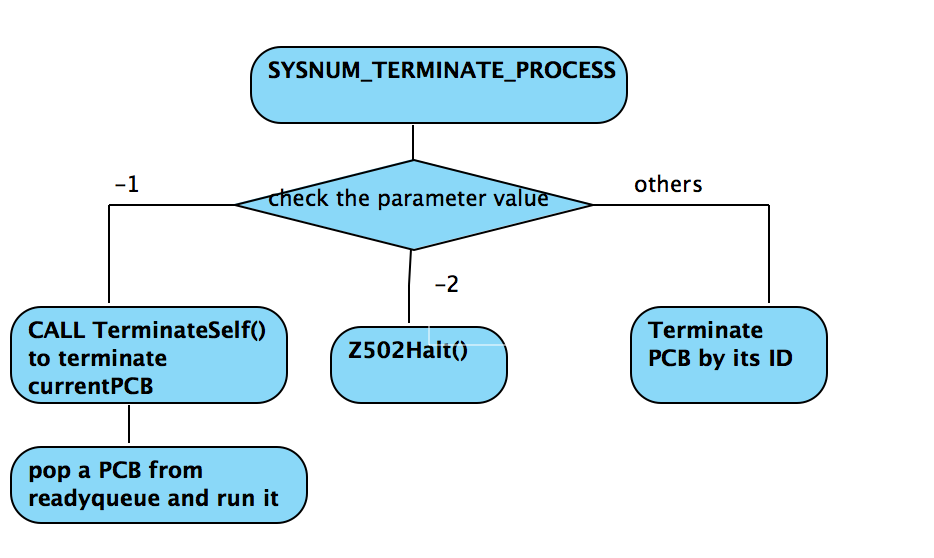 SYSNUM_TERMINATE_PROCESS
check the parameter value
-1
others
-2
CALL TerminateSelf()
to terminate
currentPCB
Z502Hait()
Terminate
PCB by its ID
pop a PCB from
readyqueue and run it